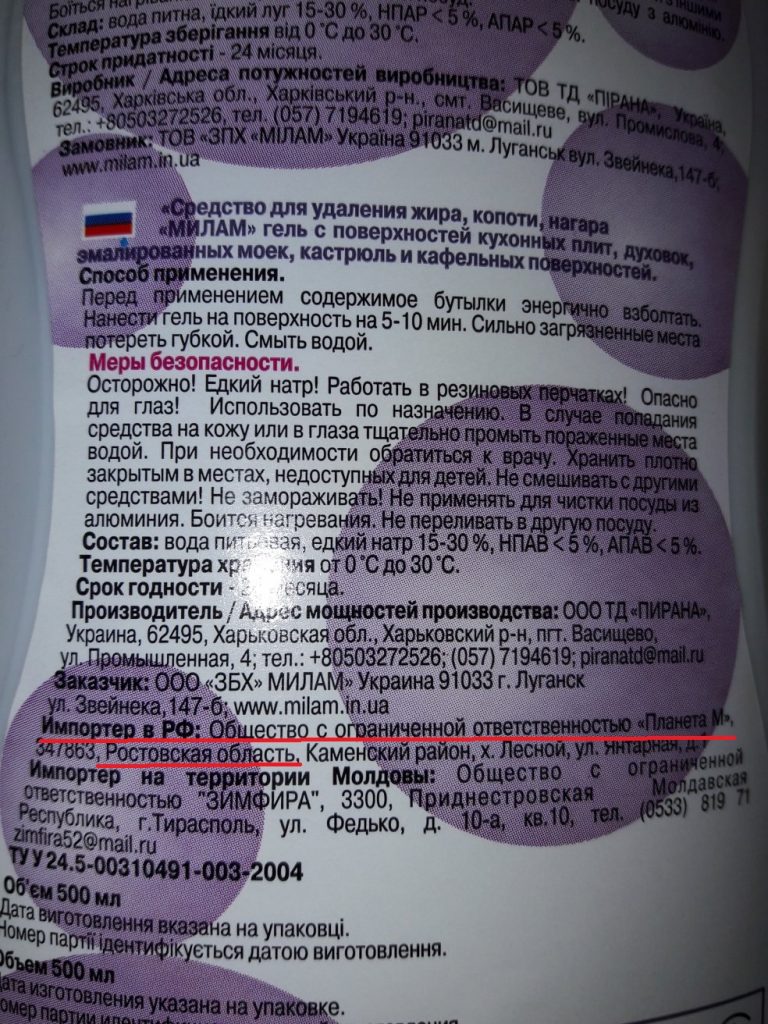 Боїться нагрівання
посуд.
з іншими
посуду з алюмінію.
Склад: вода питна, їдкий луг 15-30 %, НПАР < 5 %, АПАР < 5 %.
Температура зберігання від 0˚С до 30˚С.
Строк придатності - 24 місяця.
Виробник / Адреса потужностей виробництва: ТОВ ТД «ПІРАНА», Україна,
62495, Харківська обл., Харківський р-н., смт. Васищеве, вул. Промислова, 4;
тел.: +80503272526, тел. (057) 7194619; piranatd@mail.ru
Замовник: ТОВ «ЗПХ «МІЛАМ» Україна 91033 м. Луганськ вул. Звейнека,147-б;
www.milam.in.ua
«Средство для удаления жира, копоти, нагара
«МИЛАМ» гель с поверхностей кухонных плит, духовок,
эмалированных моек, кастрюль и кафельных поверхностей.
Способ применения.
Перед применением содержимое бутылки энергично взболтать.
Нанести гель на поверхность на 5-10 мин. Сильно загрязненные места
потереть губкой. Смыть водой.
Меры безопасности.
Осторожно! Едкий натр! Работать в резиновых перчатках! Опасно
для глаз! Использовать по назначению. В случае попадания
средства на кожу или в глаза тщательно промыть пораженные места
водой. При необходимости обратиться к врачу. Хранить плотно
закрытым в местах, недоступных для детей. Не смешивать с другими
средствами! Не замораживать! Не применять для чистки посуды из
алюминия. Боится нагревания. Не переливать в другую посуду.
Состав: вода питьевая, едкий натр 15-30 %, НПАВ < 5 %, АПАВ < 5 %.
Температура хранения от 0˚С до 30˚С.
Срок годности - месяца.
Производитель / Адрес мощностей производства: ООО ТД «ПИРАНА»,
Украина, 62495, Харьковская обл., Харьковский р-н, пгт. Васищево,
ул. Промышленная, 4; тел.: +80503272526; (057) 7194619; piranatd@mail.ru
Заказчик: ООО «ЗБХ» МИЛАМ» Украина 91033 г. Луганск
ул. Звейнека,147-б; www.milam.in.ua
Импортер в РФ: Общество с ограниченной ответственностью «Планета М»,
347863, Ростовская область, Каменский район, х. Лесной, ул. Янтарная, д.
Импортер на территории Молдовы: Общество с ограниченной
ответственностью "ЗИМФИРА", 3300, Приднестровская Молдавская
Республика, г.Тирасполь, ул. Федько, д. 10-а, кв.10, тел. (0533) 819 71
zimfira52@mail.ru
ТУ У 24.5-00310491-003-2004
Об'єм 500 мл
Дата виготовлення вказана на упаковці.
Номер партії ідентифікується датою виготовлення.
Объем 500 мл
Дата изготовления указана на упаковке.
Номер партии